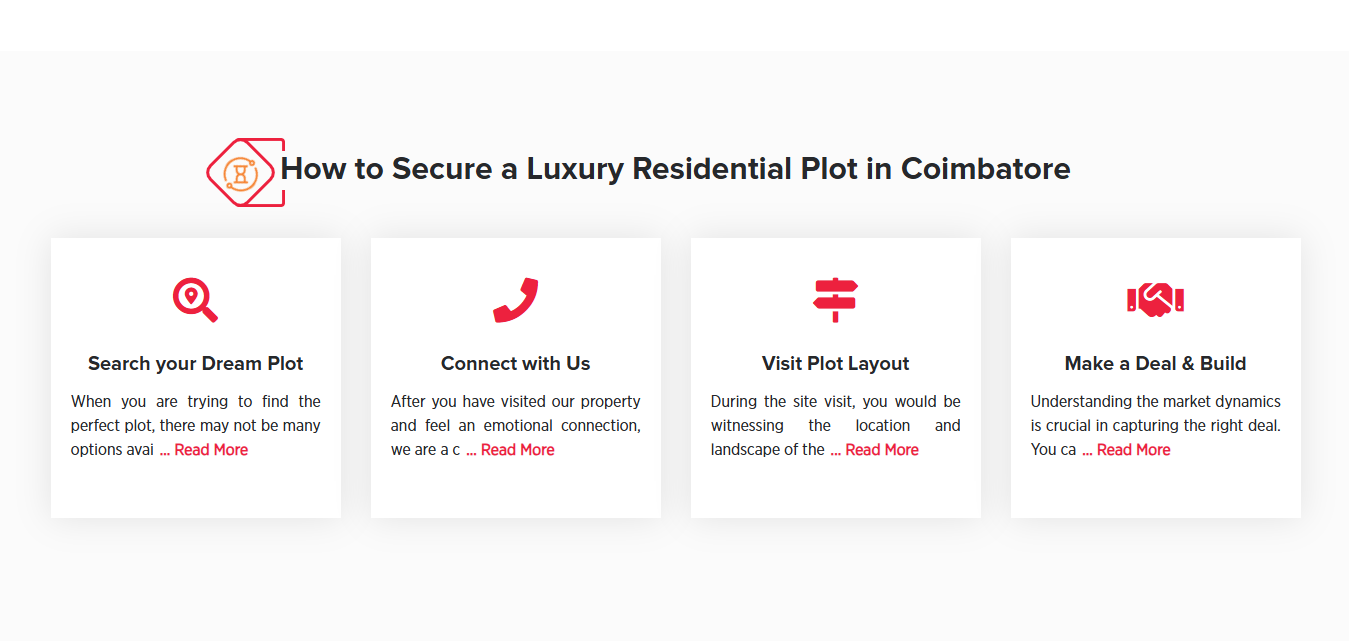 How to Secure a Luxury Residential Plot in Coimbatore
Search your Dream Plot
When you are trying to find the
perfect plot, there may not be many
options avai ... Read More
Connect with Us
After you have visited our property
and feel an emotional connection,
we are a c ... Read More
Visit Plot Layout
During the site visit, you would be
witnessing the location and
landscape of the ... Read More
Make a Deal & Build
Understanding the market dynamics
is crucial in capturing the right deal.
You ca ... Read More